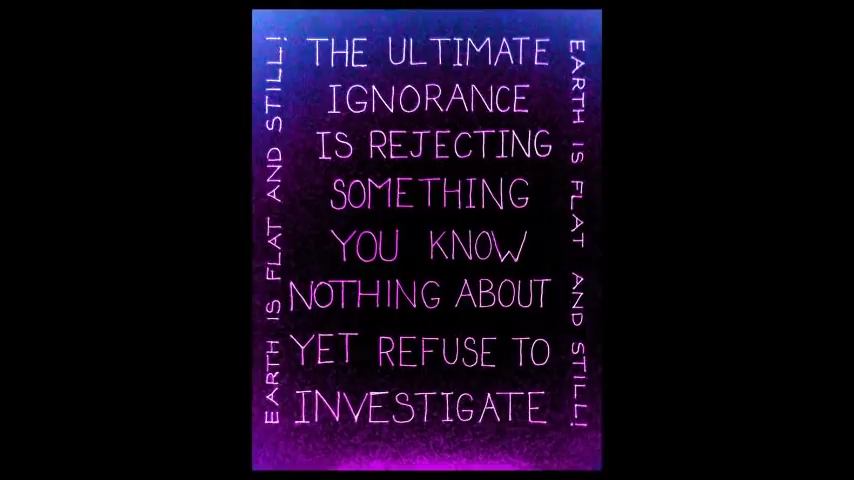 EARTH IS FLAT AND STILL!
THE ULTIMATE
IGNORANCE
IS REJECTING
SOMETHING
YOU KNOW
NOTHING ABOUT
YET REFUSE TO
INVESTIGATE
EARTH IS FLAT AND STILL!